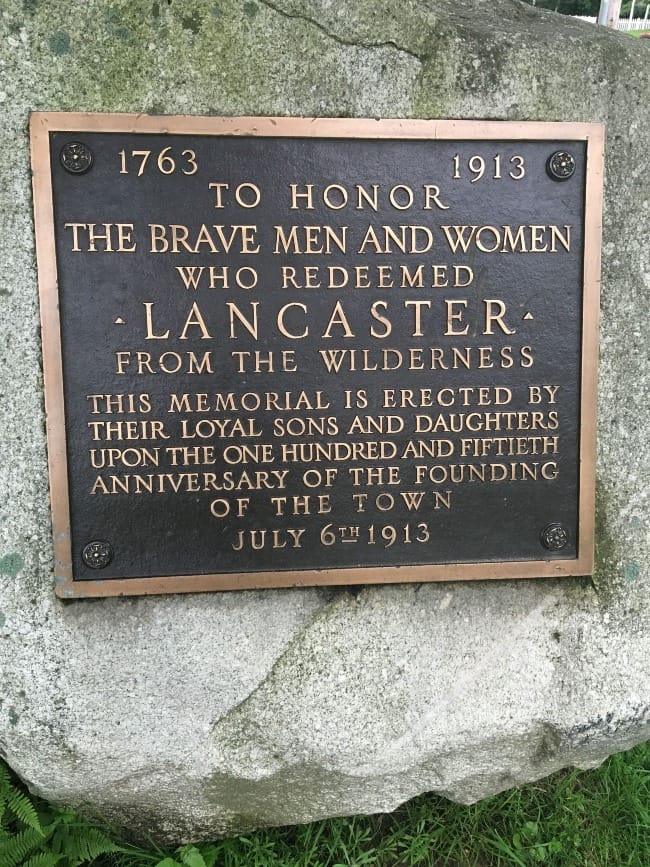 1763 1913
TO HONOR
THE BRAVE MEN AND WOMEN
WHO REDEEMED
· LANCASTER ·
FROM THE WILDERNESS
THIS MEMORIAL IS ERECTED BY
THEIR LOYAL SONS AND DAUGHTERS
UPON THE ONE HUNDRED AND FIFTIETH
ANNIVERSARY OF THE FOUNDING
OF THE TOWN
JULY 6TH 1913